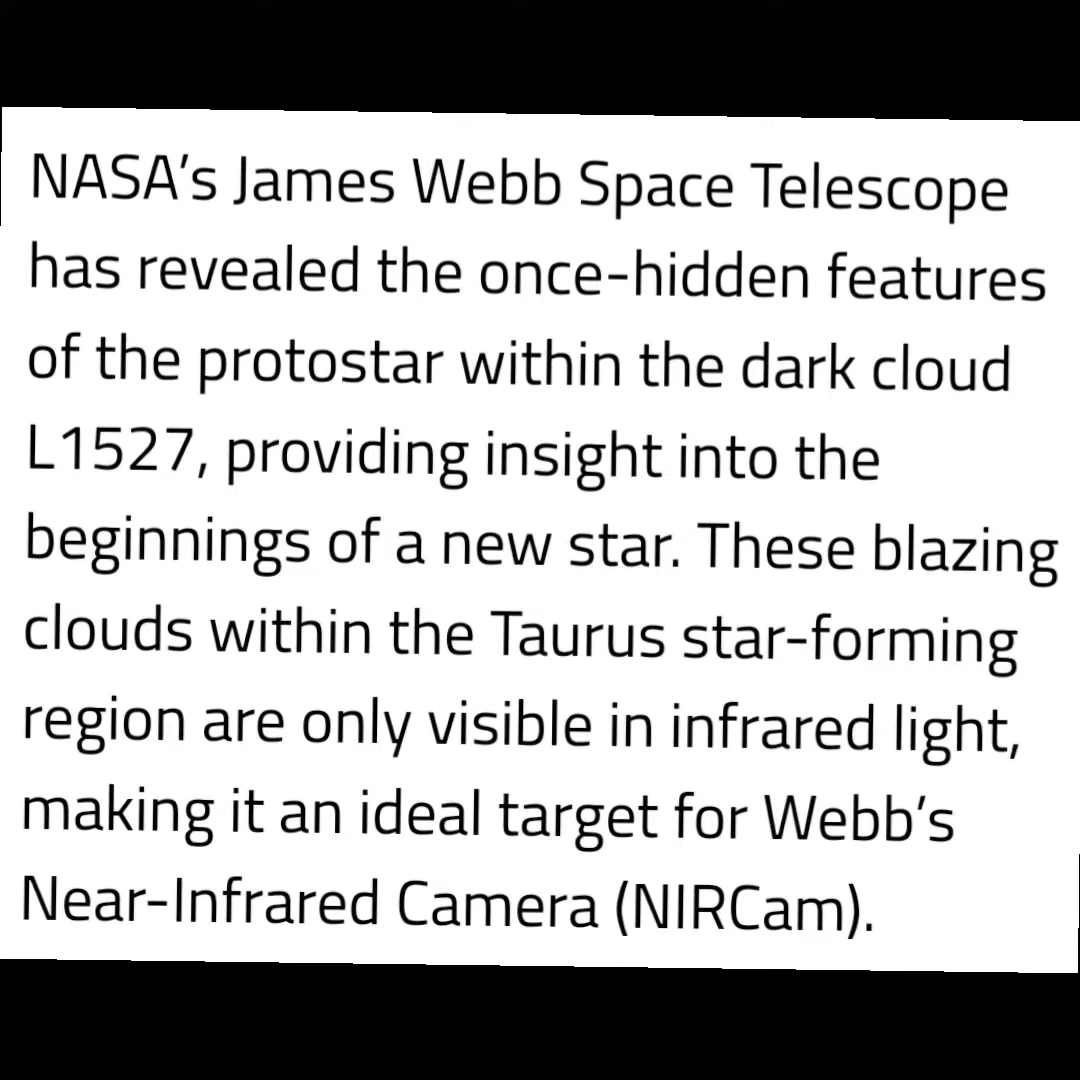 NASA’s James Webb Space Telescope
has revealed the once-hidden features
of the protostar within the dark cloud
L1527, providing insight into the
beginnings of a new star. These blazing
clouds within the Taurus star-forming
region are only visible in infrared light,
making it an ideal target for Webb’s
Near-Infrared Camera (NIRCam).